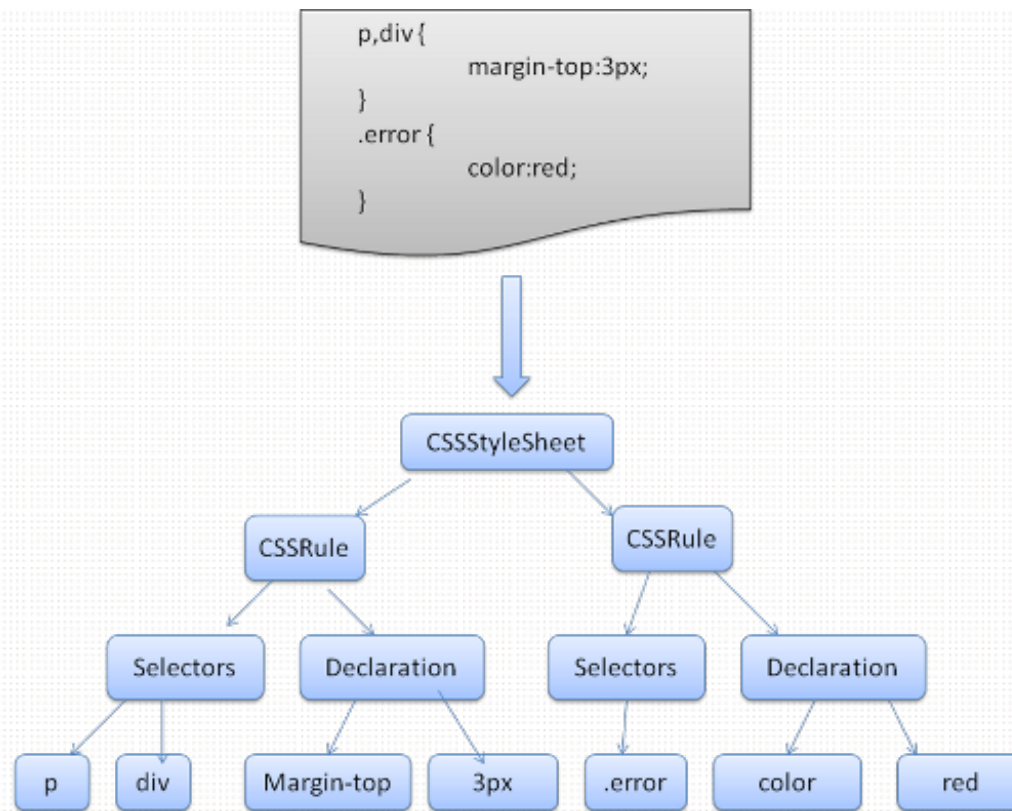 p,div {
margin-top:3px;
}
.error {
color:red;
}
CSSStyleSheet
CSSRule
CSSRule
Selectors
Declaration
Selectors
Declaration
p
div
Margin-top
3px
.error
color
red